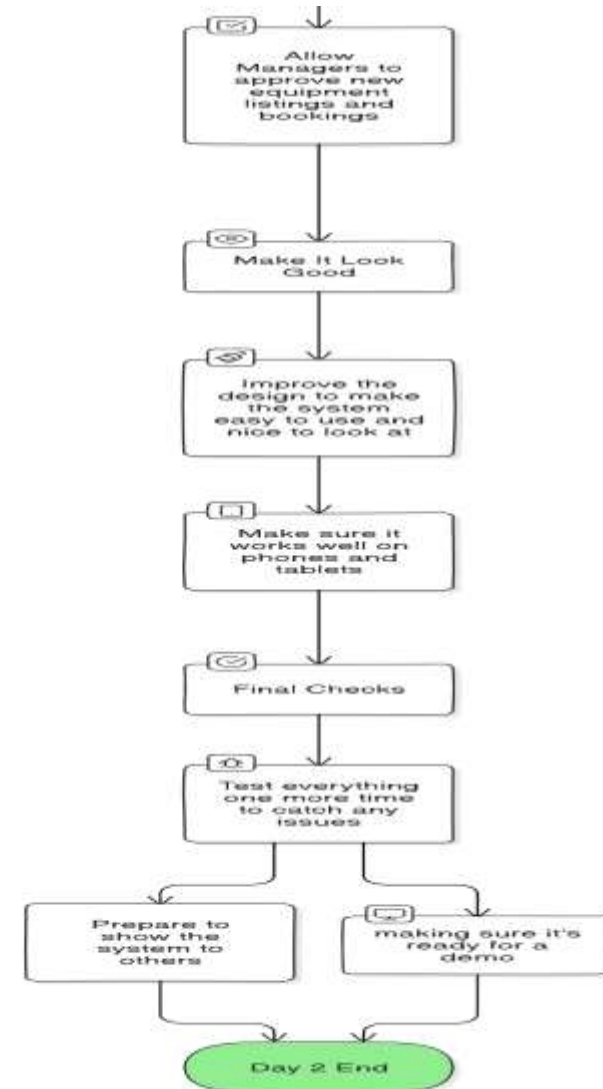 Allow
Managers to
approve new
equipment
listings and
bookings
Make It Look
Good
Improve the
design to make
the system
easy to use and
nice to look at
Make sure it
works well on
phones and
tablets
Final Checks
Test everything
one more time
to catch any
issues
Prepare to
show the
system to
others
making sure it's
ready for a
demo
Day 2 End